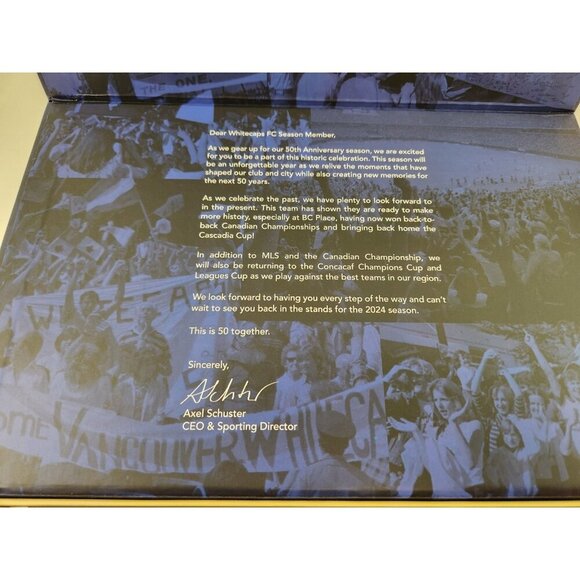 THE ONE.
Dear Whitecaps FC Season Member,
As we gear up for our 50th Anniversary season, we are excited
for you to be a part of this historic celebration. This season will
be an unforgettable year as we relive the moments that have
shaped our club and city while also creating new memories for
the next 50 years.
As we celebrate the past, we have plenty to look forward to
in the present. This team has shown they are ready to make
more history, especially at BC Place, having now won back-to-
back Canadian Championships and bringing back home the
Cascadia Cup!
In addition to MLS and the Canadian Championship, we
will also be returning to the Concacaf Champions Cup and
Leagues Cup as we play against the best teams in our region.
We look forward to having you every step of the way and can't
wait to see you back in the stands for the 2024 season.
This is 50 together.
Sincerely,
Axel Schuster
CEO & Sporting Director
OME VANCOUVER WHITECA